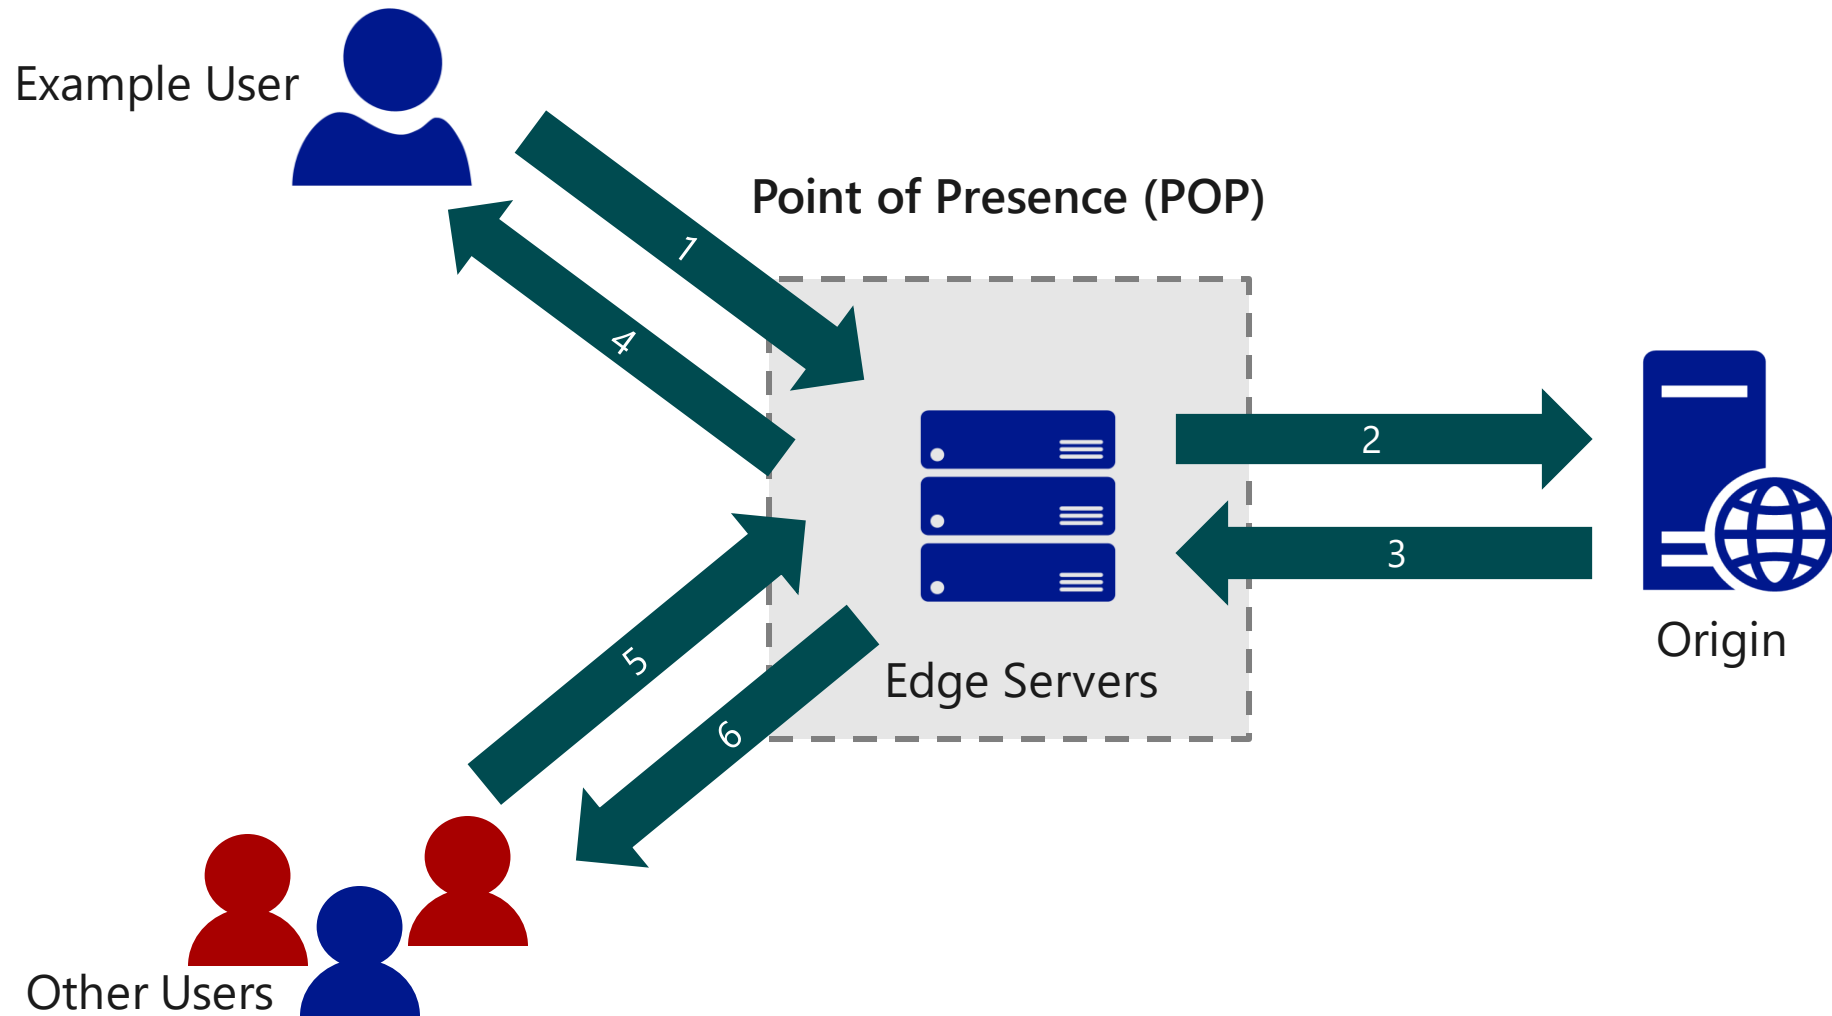 Example User
Point of Presence (POP)
1
4
2
3
Origin
5
Edge Servers
6
Other Users